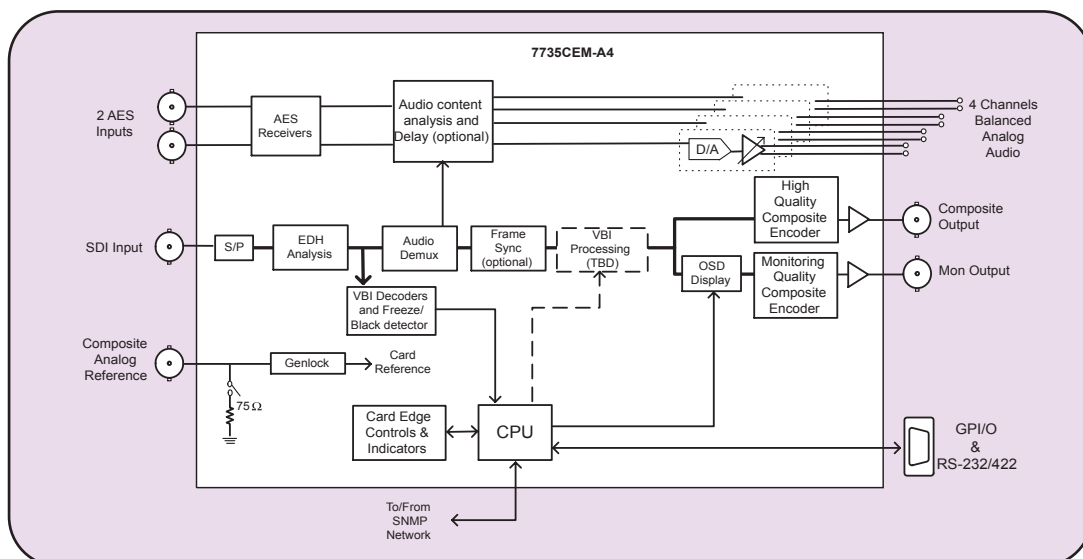 7735CEM-A4
2 AES
Inputs
AES
Receivers
Audio content
analysis and
Delay (optional)
D/A
4 Channels
Balanced
Analog
Audio
SDI Input
S/P
EDH
Analysis
Audio
Demux
Frame
Sync
(optional)
VBI
Processing
(TBD)
High
Quality
Composite
Encoder
Composite
Output
OSD
Display
Monitoring
Quality
Composite
Encoder
Mon Output
VBI Decoders
and Freeze/
Black detector
Composite
Analog
Reference
Genlock
Card
Reference
75Ω
Card Edge
Controls &
Indicators
CPU
GPI/O
&
RS-232/422
To/From
SNMP
Network